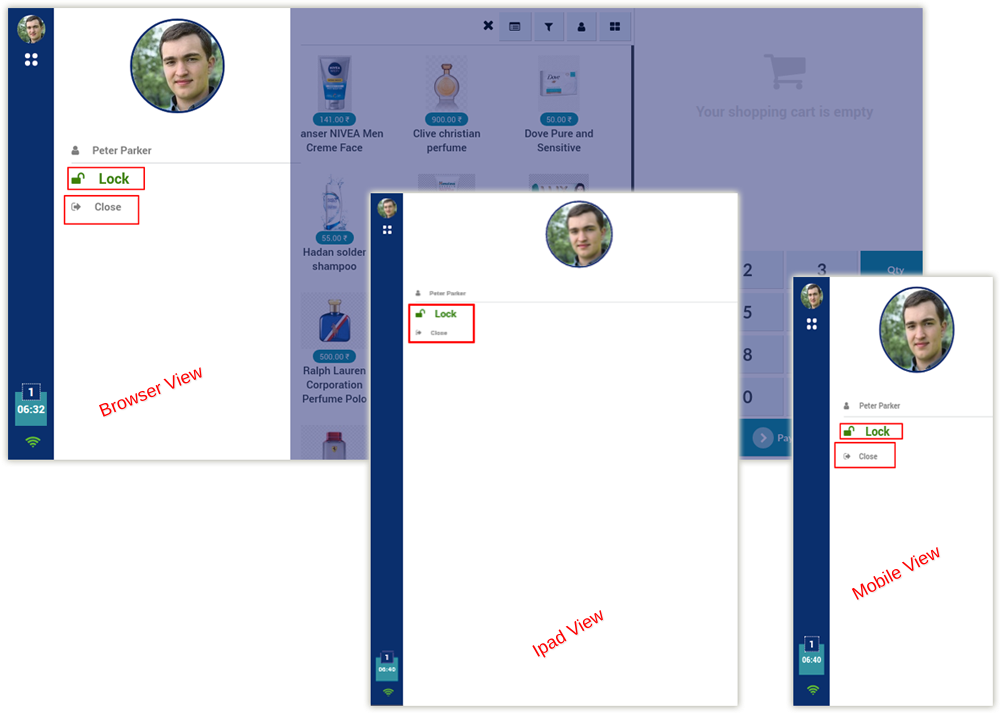 Your shopping cart is empty
141.00 ₹
900.00 ₹
50.00 ₹
anser NIVEA Men
Creme Face
Clive christian
perfume
Dove Pure and
Sensitive
Peter Parker
Lock
Close
55.00 ₹
Hadan solder
shampoo
500.00 ₹
Ralph Lauren
Corporation
Perfume Polo
2
3
Qty
5
8
0
Pay
1
06:32
Browser View
Peter Parker
Lock
Close
1
06:40
Ipad View
Peter Parker
Lock
Close
1
06:40
Mobile View